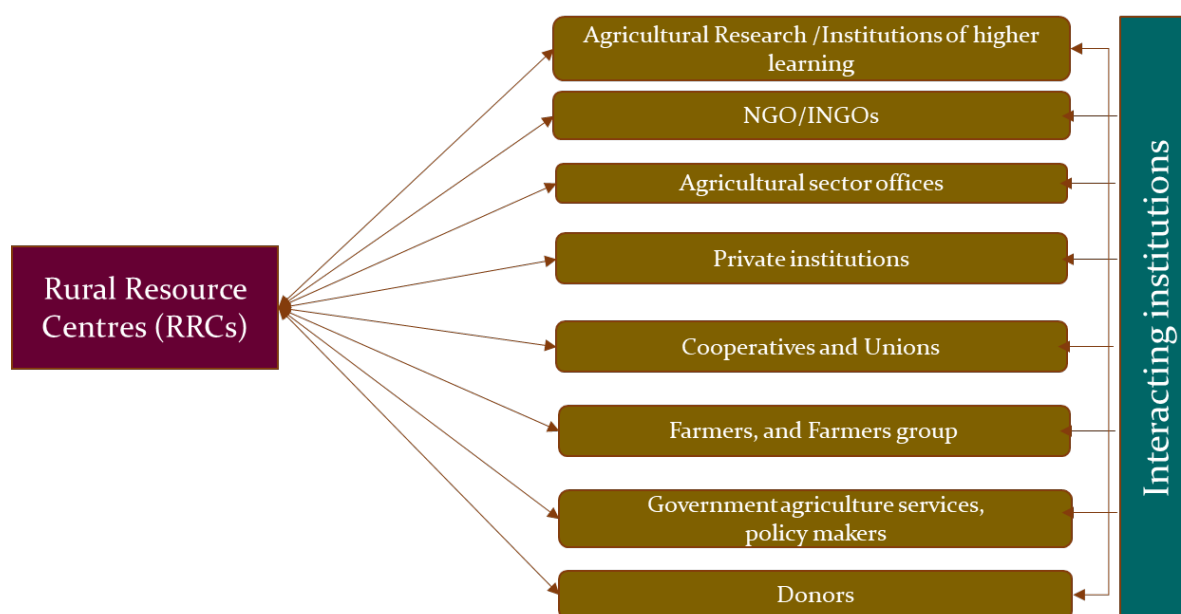 Rural Resource
Centres (RRCs)
Agricultural Research /Institutions of higher
learning
NGO/INGOs
Agricultural sector offices
Private institutions
Cooperatives and Unions
Farmers, and Farmers group
Government agriculture services,
policy makers
Donors
Interacting institutions